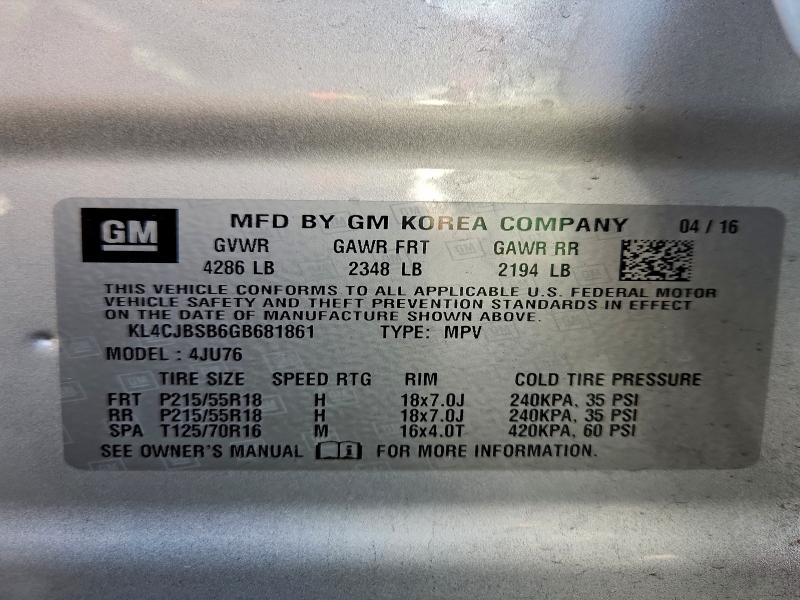 GM MFD BY GM KOREA COMPANY 04 / 16
GVWR GAWR FRT GAWR RR
4286 LB 2348 LB 2194 LB
THIS VEHICLE CONFORMS TO ALL APPLICABLE U.S. FEDERAL MOTOR
VEHICLE SAFETY AND THEFT PREVENTION STANDARDS IN EFFECT
ON THE DATE OF MANUFACTURE SHOWN ABOVE.
KL4CJBSB6GB681861 TYPE: MPV
MODEL: 4JU76
TIRE SIZE SPEED RTG RIM COLD TIRE PRESSURE
FRT P215/55R18 H 18x7.0J 240KPA, 35 PSI
RR P215/55R18 H 18x7.0J 240KPA, 35 PSI
SPA T125/70R16 M 16x4.0T 420KPA, 60 PSI
SEE OWNER'S MANUAL FOR MORE INFORMATION.